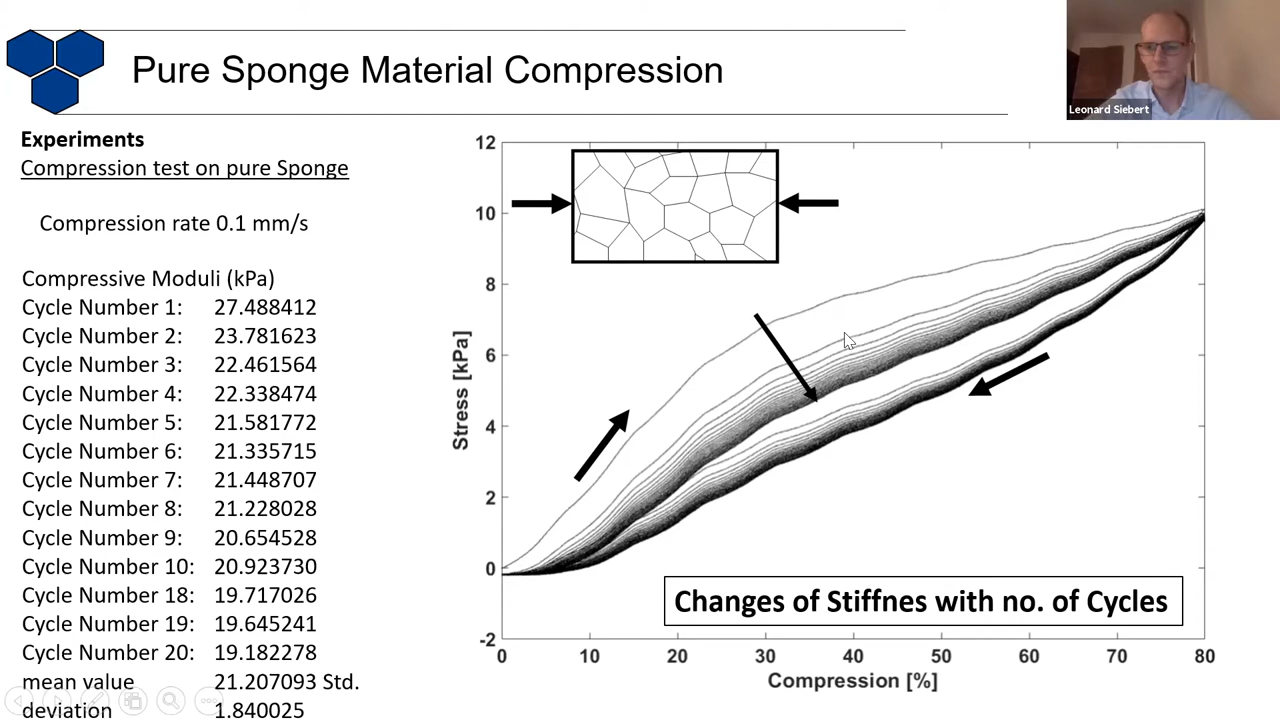 Pure Sponge Material Compression
Leonard Siebert
Experiments
Compression test on pure Sponge
Compression rate 0.1 mm/s
Compressive Moduli (kPa)
Cycle Number 1: 27.488412
Cycle Number 2: 23.781623
Cycle Number 3: 22.461564
Cycle Number 4: 22.338474
Cycle Number 5: 21.581772
Cycle Number 6: 21.335715
Cycle Number 7: 21.448707
Cycle Number 8: 21.228028
Cycle Number 9: 20.654528
Cycle Number 10: 20.923730
Cycle Number 18: 19.717026
Cycle Number 19: 19.645241
Cycle Number 20: 19.182278
mean value 21.207093 Std.
deviation 1.840025
12
10
8
6
4
2
0
-2
Stress [kPa]
Changes of Stiffnes with no. of Cycles
0 10 20 30 40 50 60 70 80
Compression [%]